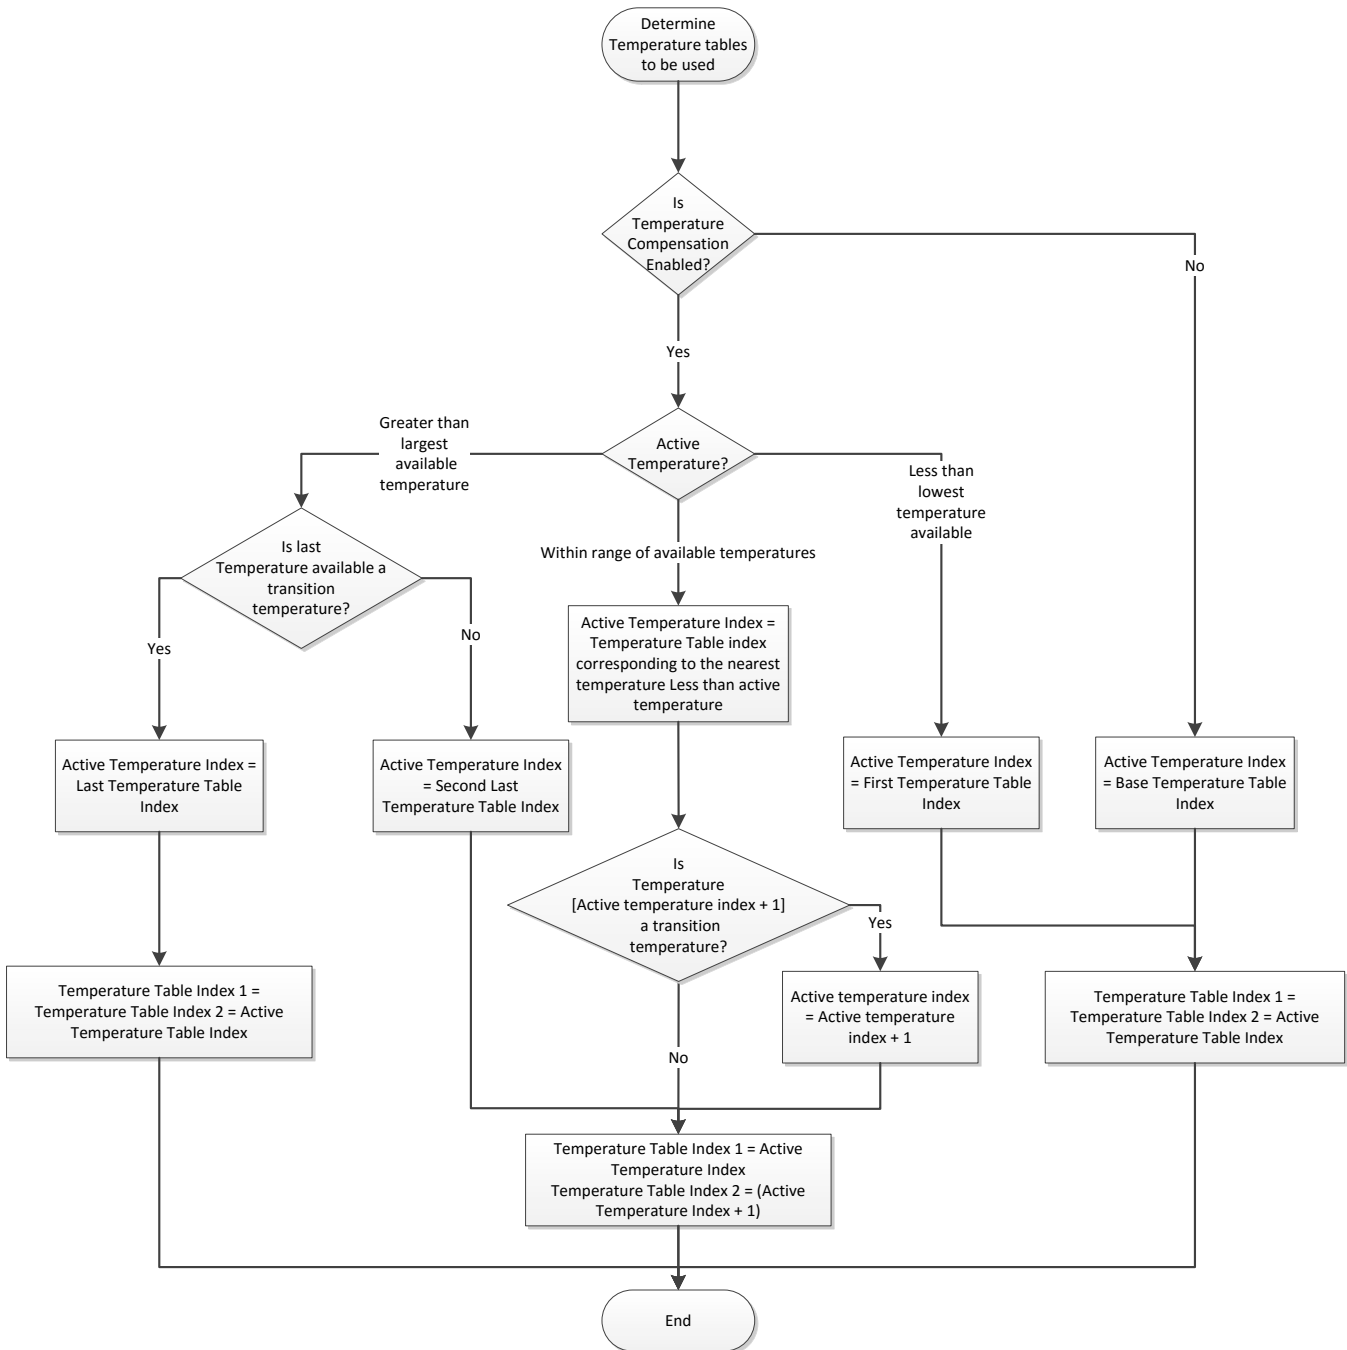 Determine
Temperature tables
to be used
Is
Temperature
Compensation
Enabled?
No
Yes
Greater than
largest
available
temperature
Active
Temperature?
Less than
lowest
temperature
available
Is last
Temperature available a
transition
temperature?
Within range of available temperatures
Yes
No
Active Temperature Index =
Temperature Table index
corresponding to the nearest
temperature Less than active
temperature
Active Temperature Index =
Last Temperature Table
Index
Active Temperature Index
= Second Last
Temperature Table Index
Active Temperature Index
= First Temperature Table
Index
Active Temperature Index
= Base Temperature Table
Index
Is
Temperature
[Active temperature index + 1]
a transition
temperature?
Yes
Temperature Table Index 1 =
Temperature Table Index 2 = Active
Temperature Table Index
Active temperature index
= Active temperature
index + 1
Temperature Table Index 1 =
Temperature Table Index 2 = Active
Temperature Table Index
No
Temperature Table Index 1 = Active
Temperature Index
Temperature Table Index 2 = (Active
Temperature Index + 1)
End